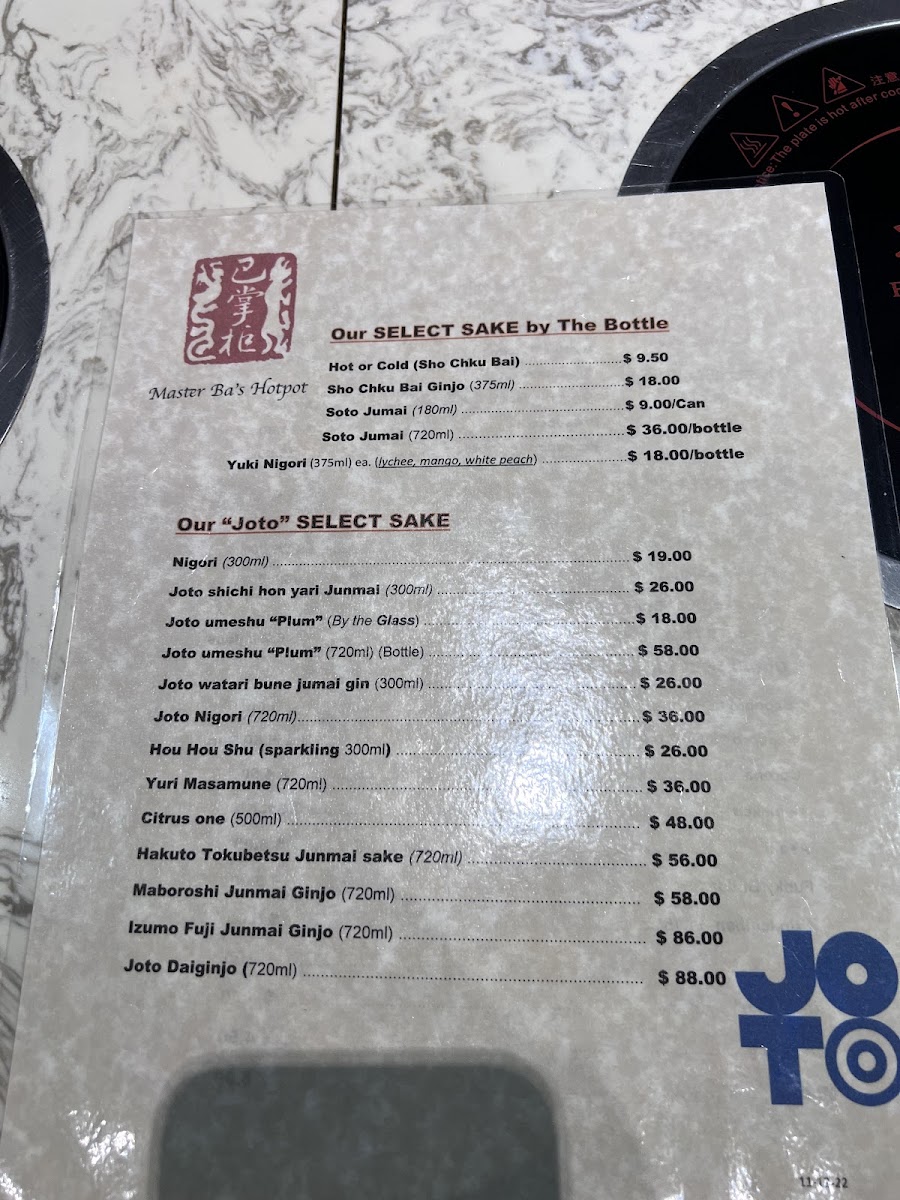 注意
The plate is hot after coo
巴掌柜
Master Ba's Hotpot
Our SELECT SAKE by The Bottle
Hot or Cold (Sho Chku Bai) ........................$ 9.50
Sho Chku Bai Ginjo (375ml) ..........................$ 18.00
Soto Jumai (180ml) ........................................$ 9.00/Can
Soto Jumai (720ml) .........................................$ 36.00/bottle
Yuki Nigori (375ml) ea. (lychee, mango, white peach) .....................$ 18.00/bottle
Our “Joto” SELECT SAKE
Nigori (300ml) ........................................................................................ $ 19.00
Joto shichi hon yari Junmai (300ml) ............................................... $ 26.00
Joto umeshu “Plum” (By the Glass) ....................................................$ 18.00
Joto umeshu “Plum” (720ml) (Bottle) .................................................. $ 58.00
Joto watari bune jumai gin (300ml) ................................................... $ 26.00
Joto Nigori (720ml)................................................................................. $ 36.00
Hou Hou Shu (sparkling 300ml) ......................................................... $ 26.00
Yuri Masamune (720ml) ....................................................................... $ 36.00
Citrus one (500ml) ................................................................................ $ 48.00
Hakuto Tokubetsu Junmai sake (720ml) .......................................... $ 56.00
Maboroshi Junmai Ginjo (720ml) ........................................................ $ 58.00
Izumo Fuji Junmai Ginjo (720ml) ......................................................... $ 86.00
Joto Daiginjo (720ml) ............................................................................ $ 88.00
JO
TO